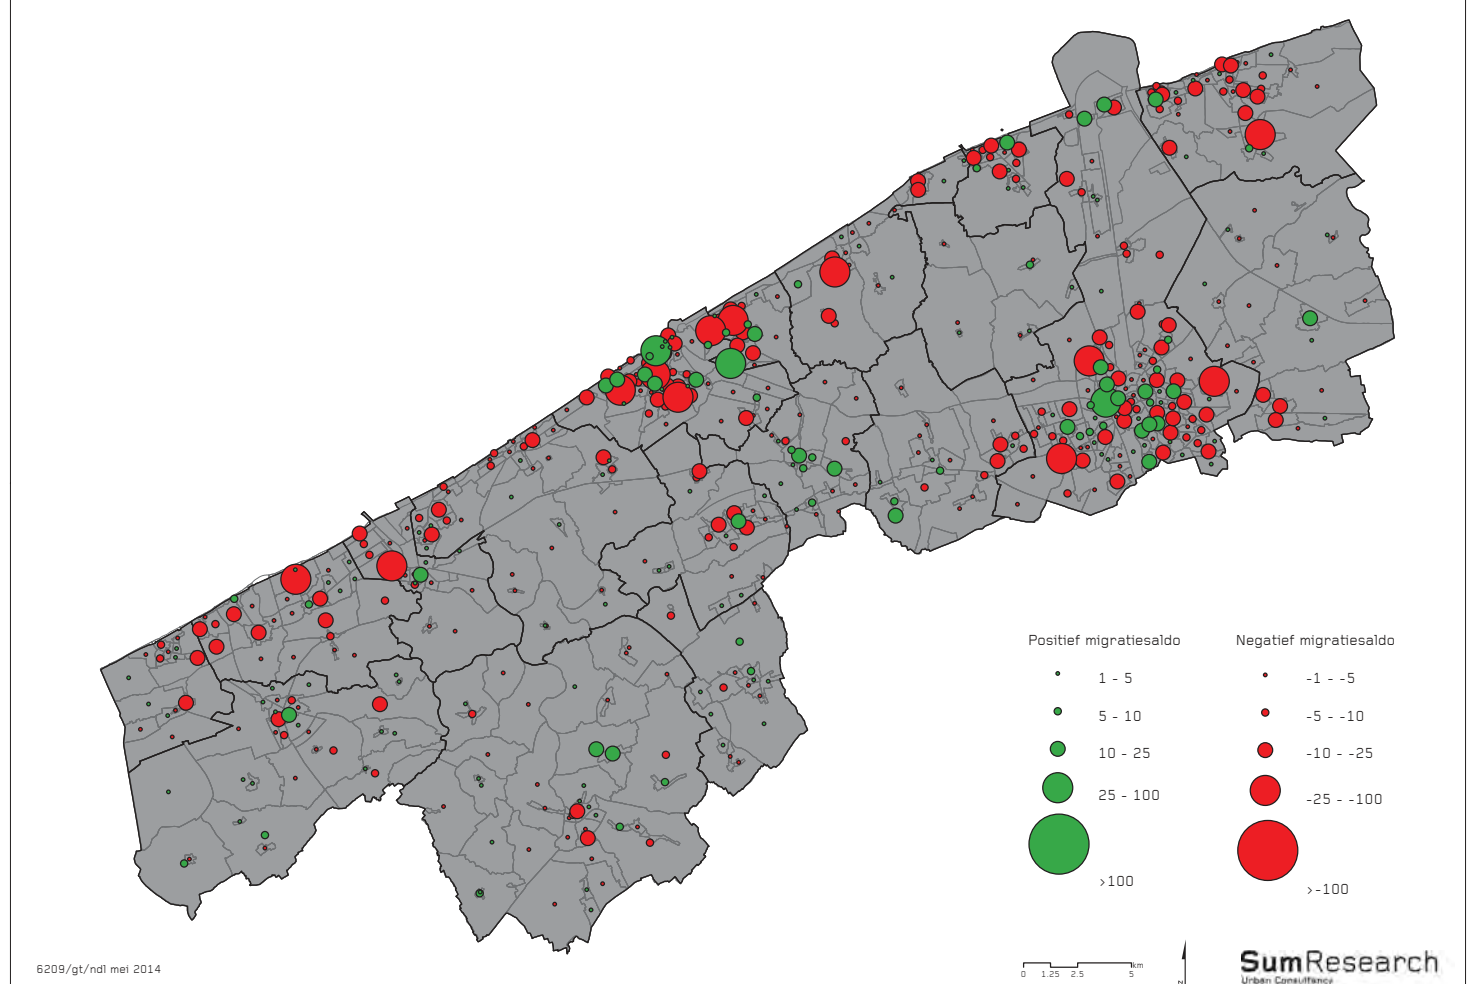 Positief migratiesaldo
1 - 5
5 - 10
10 - 25
25 - 100
>100
Negatief migratiesaldo
-1 - -5
-5 - -10
-10 - -25
-25 - -100
>-100
6209/gt/nd1 mei 2014
0 1.25 2.5 5 km
z
SumResearch
Urban Consultancy